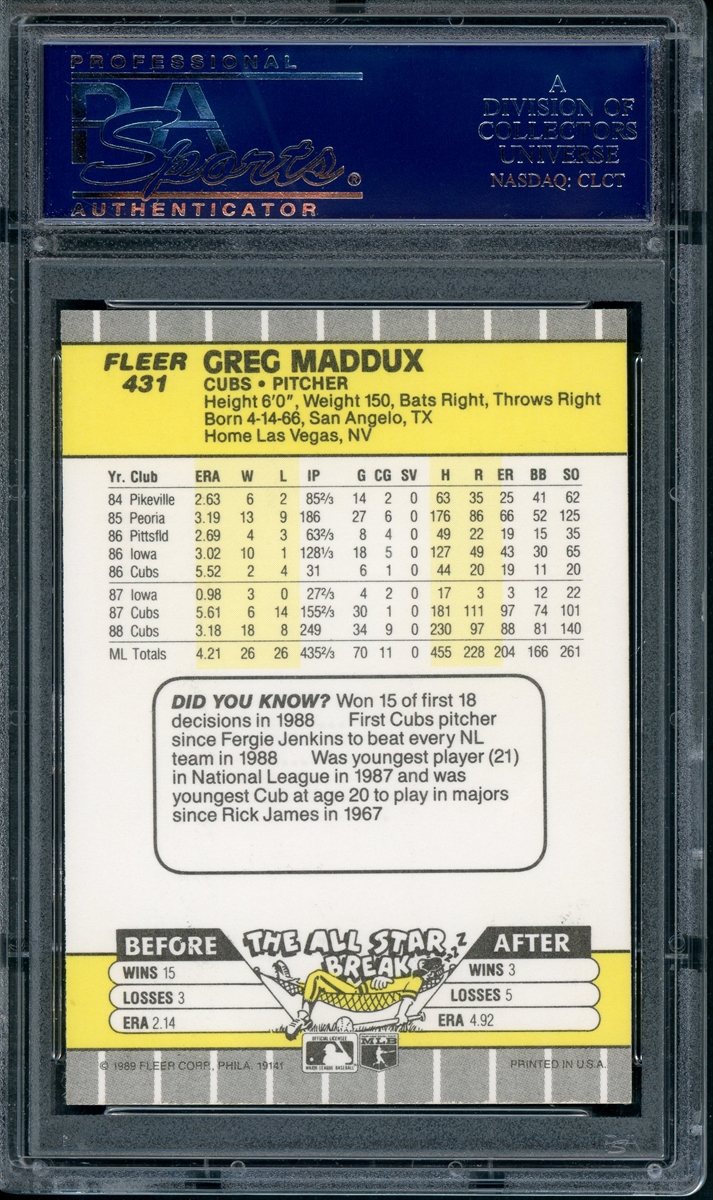 PROFESSIONAL
PSA
Sports®
AUTHENTICATOR
A
DIVISION OF
COLLECTORS
UNIVERSE
NASDAQ: CLCT
FLEER
431
GREG MADDUX
CUBS • PITCHER
Height 6'0", Weight 150, Bats Right, Throws Right
Born 4-14-66, San Angelo, TX
Home Las Vegas, NV
Yr. Club ERA W L IP G CG SV H R ER BB SO
84 Pikeville 2.63 6 2 85⅔ 14 2 0 63 35 25 41 62
85 Peoria 3.19 13 9 186 27 6 0 176 86 66 52 125
86 Pittsfld 2.69 4 3 63⅔ 8 4 0 49 22 19 15 35
86 Iowa 3.02 10 1 128⅓ 18 5 0 127 49 43 30 65
86 Cubs 5.52 2 4 31 6 1 0 44 20 19 11 20
87 Iowa 0.98 3 0 27⅔ 4 2 0 17 3 3 12 22
87 Cubs 5.61 6 14 155⅔ 30 1 0 181 111 97 74 101
88 Cubs 3.18 18 8 249 34 9 0 230 97 88 81 140
ML Totals 4.21 26 26 435⅔ 70 11 0 455 228 204 166 261
DID YOU KNOW? Won 15 of first 18
decisions in 1988 First Cubs pitcher
since Fergie Jenkins to beat every NL
team in 1988 Was youngest player (21)
in National League in 1987 and was
youngest Cub at age 20 to play in majors
since Rick James in 1967
THE ALL STAR
BREAK
ZZZ
BEFORE
WINS 15
LOSSES 3
ERA 2.14
AFTER
WINS 3
LOSSES 5
ERA 4.92
OFFICIAL LICENSEE
MAJOR LEAGUE BASEBALL
MLB
© 1989 FLEER CORP., PHILA. 19141
PRINTED IN U.S.A.
PSA